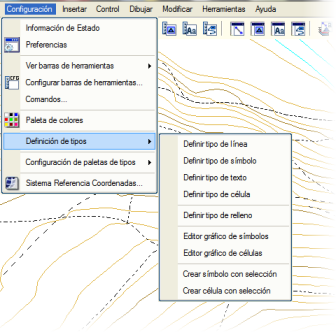 Configuración Insertar Control Dibujar Modificar Herramientas Ayuda
Información de Estado
Preferencias
Ver barras de herramientas
Configurar barras de herramientas...
Comandos...
Paleta de colores
Definición de tipos
Configuración de paletas de tipos
Sistema Referencia Coordenadas...
Definir tipo de línea
Definir tipo de símbolo
Definir tipo de texto
Definir tipo de célula
Definir tipo de relleno
Editor gráfico de símbolos
Editor gráfico de células
Crear símbolo con selección
Crear célula con selección